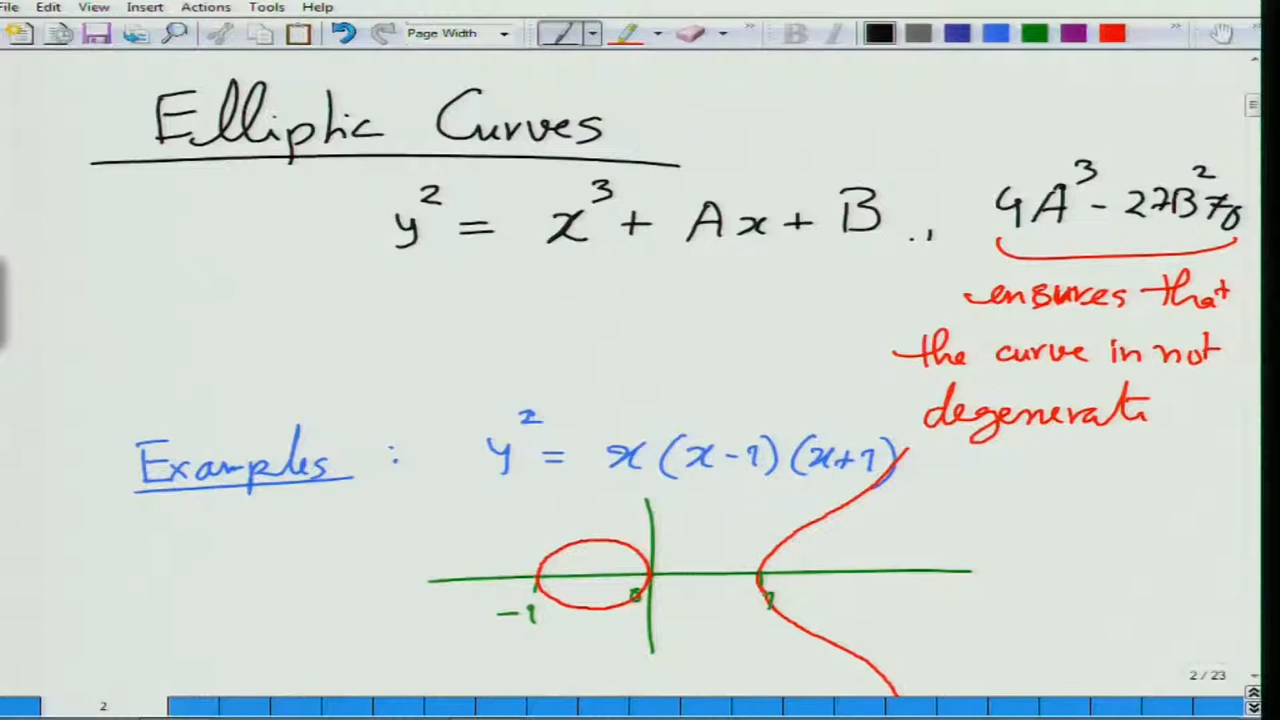 File Edit View Insert Actions Tools Help
Page Width
Elliptic Curves
y² = x³ + Ax + B ., 4A³ - 27B² ≠ 0
ensures that
the curve in not
degenerate
Examples : y² = x(x-1)(x+1)
-1 0 1
2 / 23
2